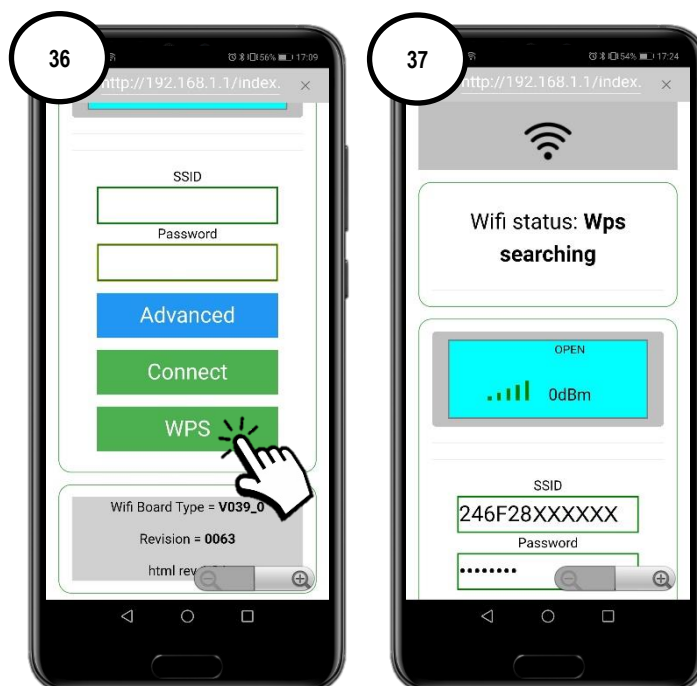 36
56% 17:09
http://192.168.1.1/index. ×
SSID
Password
Advanced
Connect
WPS
Wifi Board Type = V039_0
Revision = 0063
html rev
37
54% 17:24
http://192.168.1.1/index. ×
Wifi status: Wps
searching
OPEN
0dBm
SSID
246F28XXXXXX
Password
••••••••